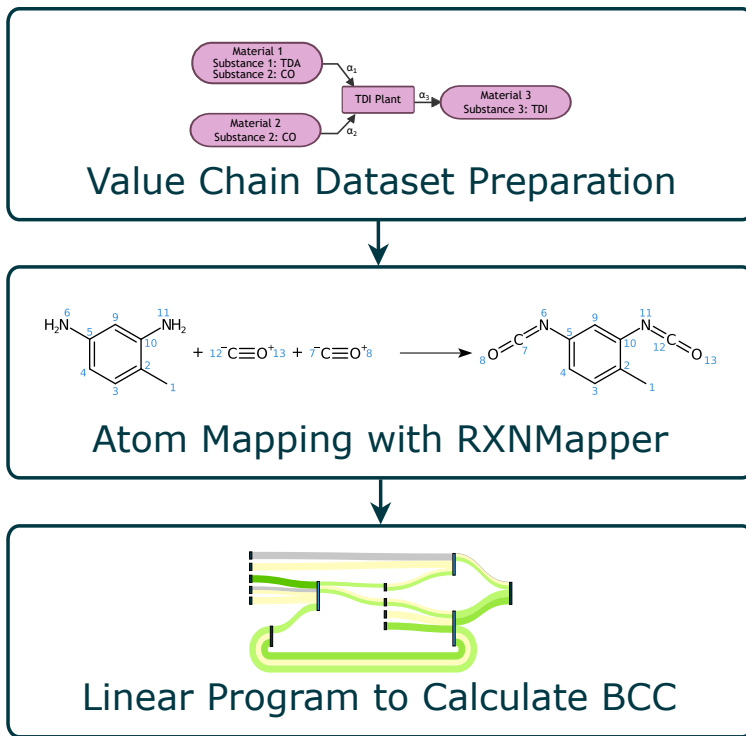 Material 1
Substance 1: TDA
Substance 2: CO
α₁
TDI Plant
α₃
Material 3
Substance 3: TDI
Material 2
Substance 2: CO
α₂
Value Chain Dataset Preparation
6
H₂N
9
11
NH₂
5
10
4
2
3
1
+ 12 ⁻C≡O⁺ 13 + 7 ⁻C≡O⁺ 8
6
N
9
11
N
8
O
C
7
5
10
C
12
O
13
4
2
3
1
Atom Mapping with RXNMapper
Linear Program to Calculate BCC